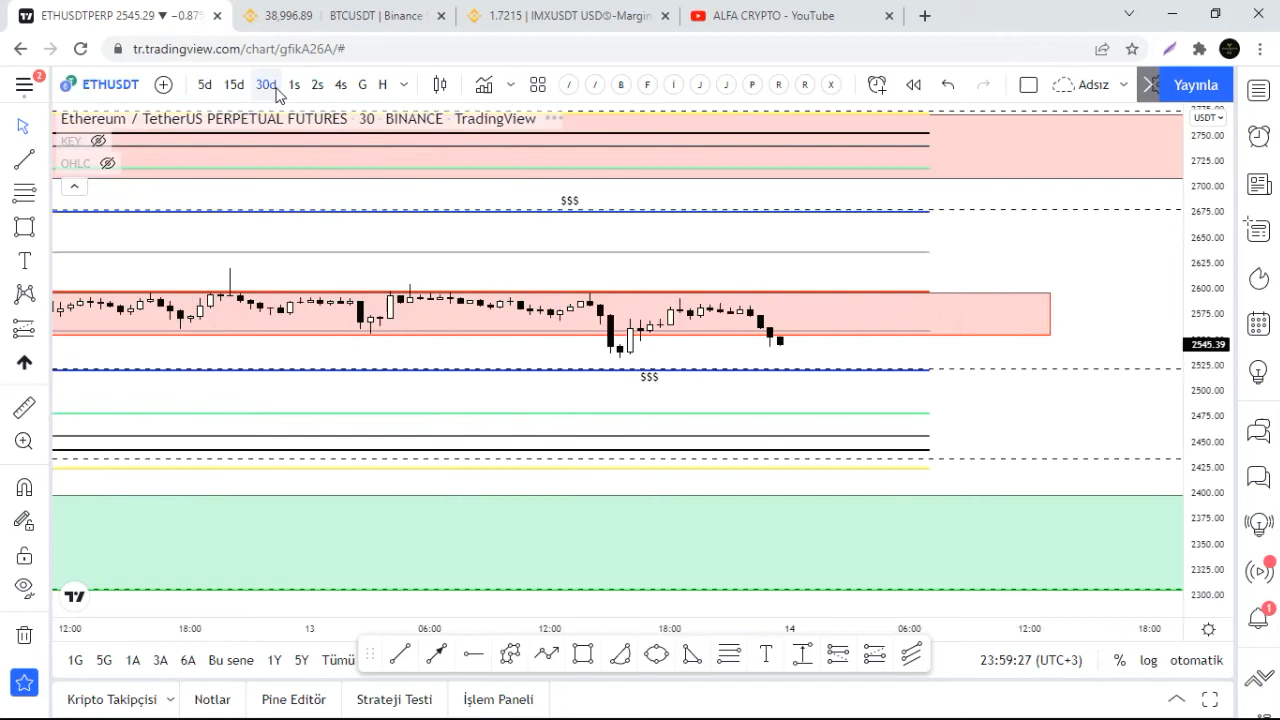 ETHUSDTPERP 2545.29 ▼ −0.87
38,996.89 BTCUSDT | Binance
1.7215 | IMXUSDT USDⓈ-Margin
ALFA CRYPTO - YouTube
tr.tradingview.com/chart/gfikA26A/#
2
ETHUSDT
5d 15d 30d 1s 2s 4s G H
B F İ J J P R R X
Adsız
Yayınla
Ethereum / TetherUS PERPETUAL FUTURES · 30 · BINANCE · TradingView
KEY
OHLC
USDT
$$$
$$$
2775.00
2750.00
2725.00
2700.00
2675.00
2650.00
2625.00
2600.00
2575.00
2545.39
2525.00
2500.00
2475.00
2450.00
2425.00
2400.00
2375.00
2350.00
2325.00
2300.00
12:00 18:00 13 06:00 12:00 18:00 14 06:00 12:00 18:00
1
1G 5G 1A 3A 6A Bu sene 1Y 5Y Tümü
23:59:27 (UTC+3) % log otomatik
Kripto Takipçisi Notlar Pine Editör Strateji Testi İşlem Paneli